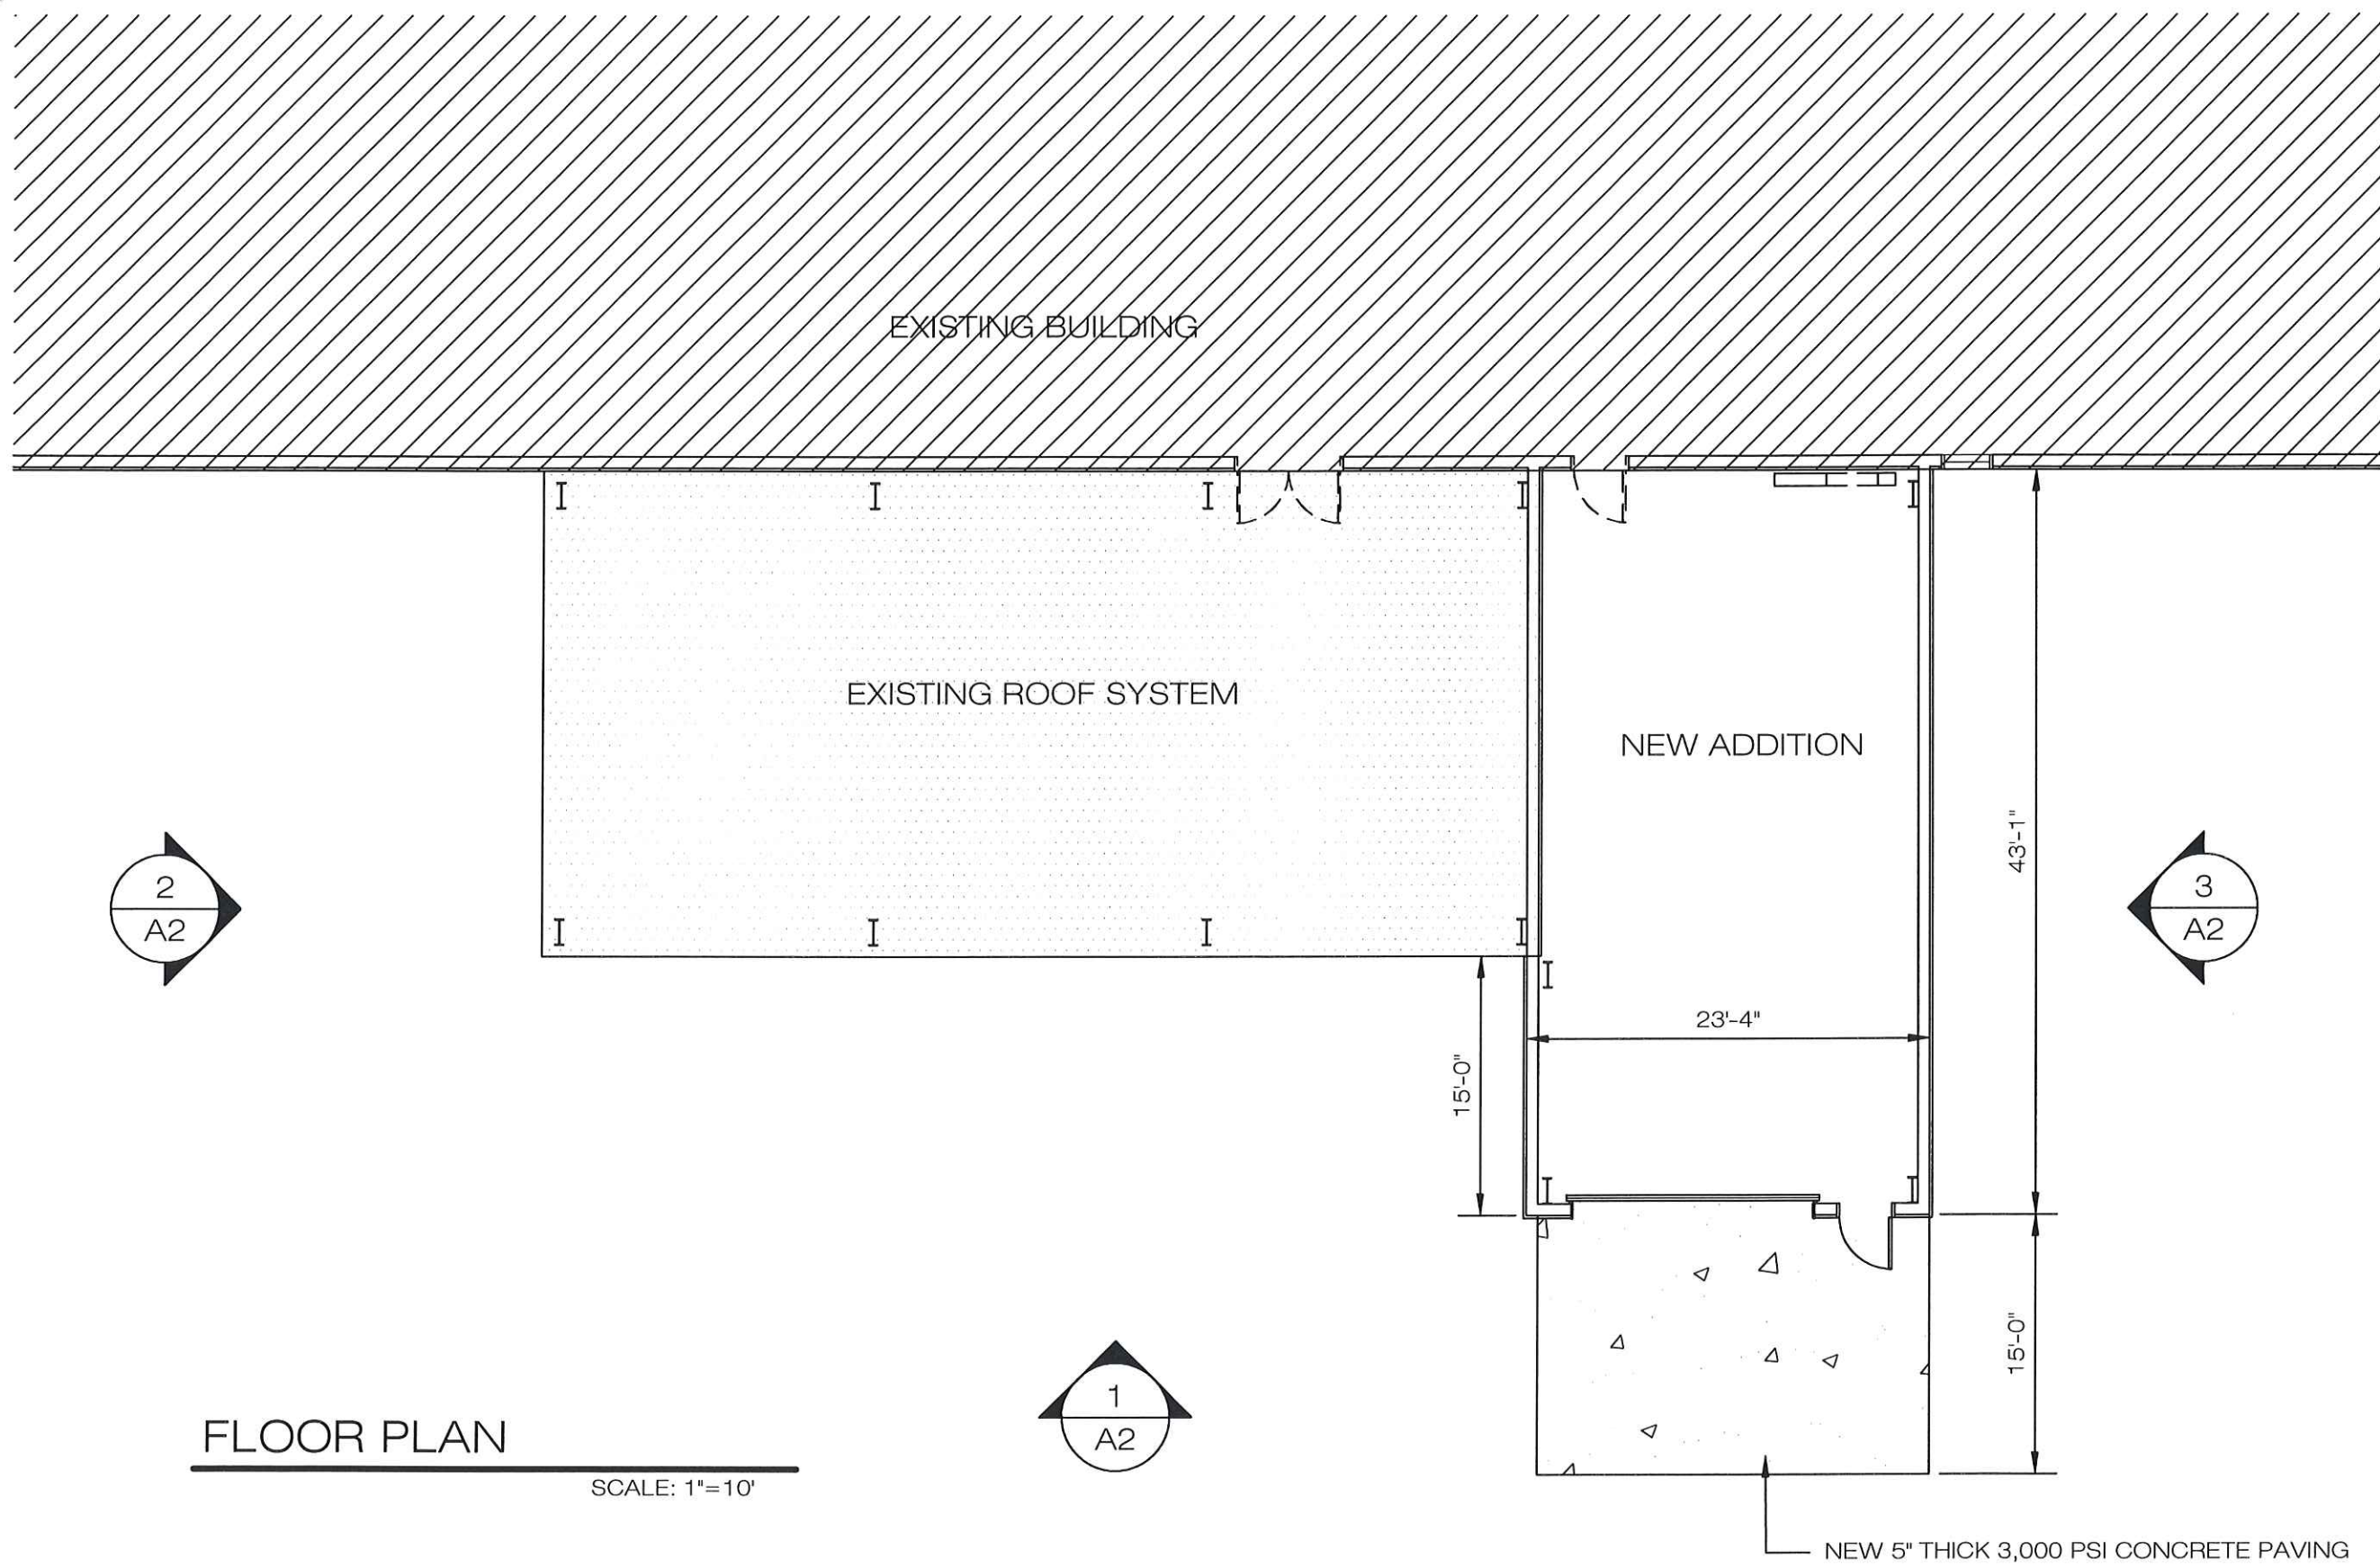 EXISTING BUILDING
EXISTING ROOF SYSTEM
NEW ADDITION
43'-1"
2
A2
3
A2
23'-4"
15'-0"
15'-0"
1
A2
FLOOR PLAN
SCALE: 1"=10'
NEW 5" THICK 3,000 PSI CONCRETE PAVING